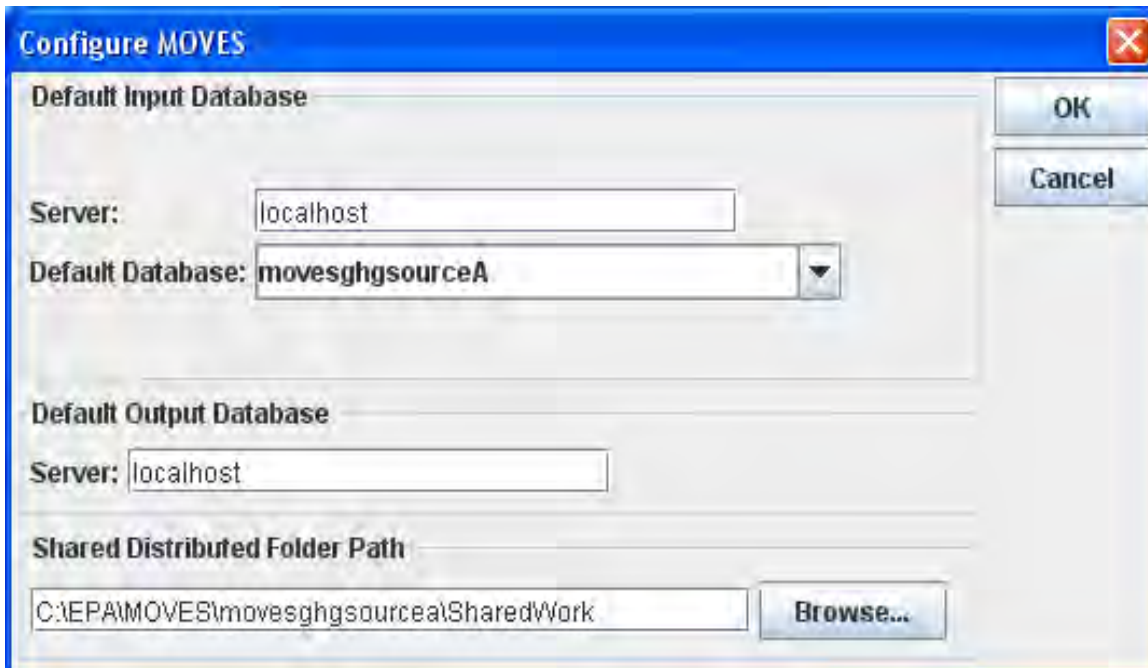 Configure MOVES
Default Input Database
OK
Cancel
Server: localhost
Default Database: movesghgsourceA
Default Output Database
Server: localhost
Shared Distributed Folder Path
C:\EPA\MOVES\movesghgsourcea\SharedWork Browse...